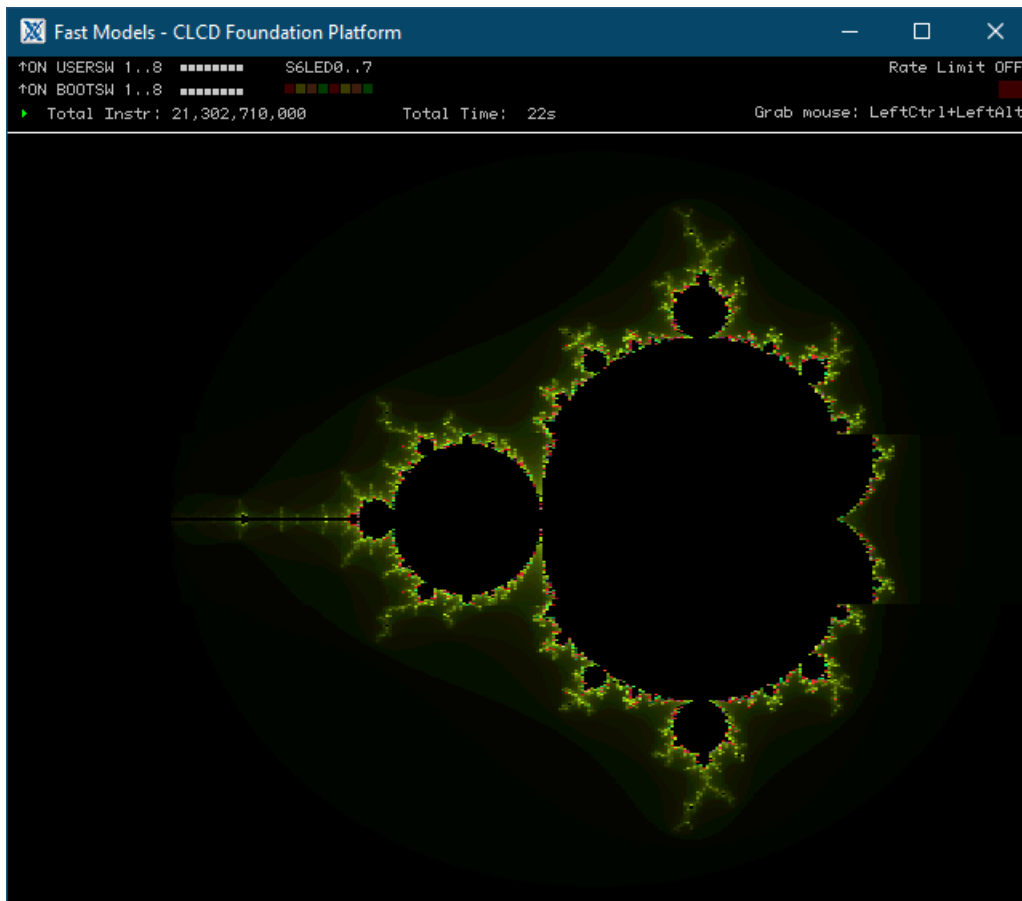 Fast Models - CLCD Foundation Platform
↑ON USERSW 1..8 S6LED0..7 Rate Limit OFF
↑ON BOOTSW 1..8
Total Instr: 21,302,710,000 Total Time: 22s Grab mouse: LeftCtrl+LeftAlt